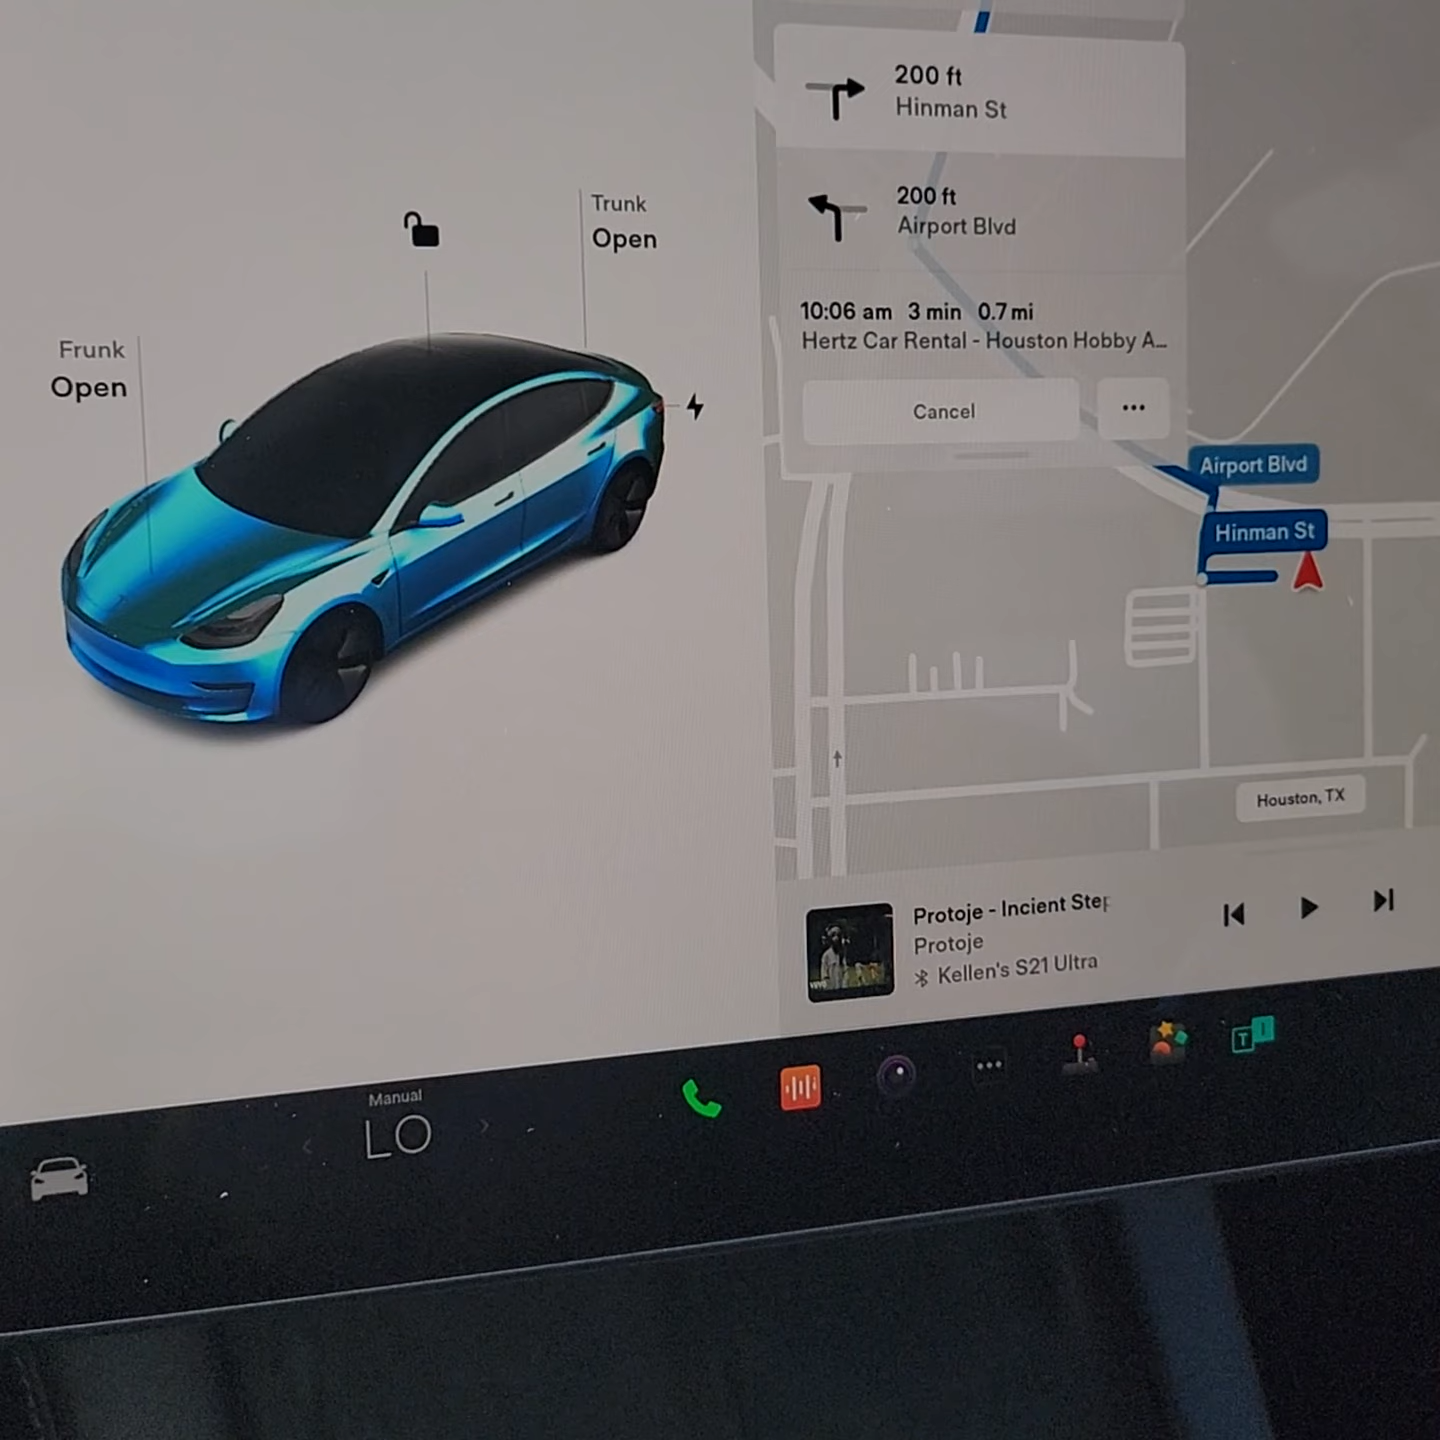 200 ft
Hinman St
200 ft
Airport Blvd
10:06 am 3 min 0.7 mi
Hertz Car Rental - Houston Hobby A...
Cancel
Trunk
Open
Frunk
Open
Airport Blvd
Hinman St
Houston, TX
Protoje - Incient Step
Protoje
Kellen's S21 Ultra
Manual
LO
T
I